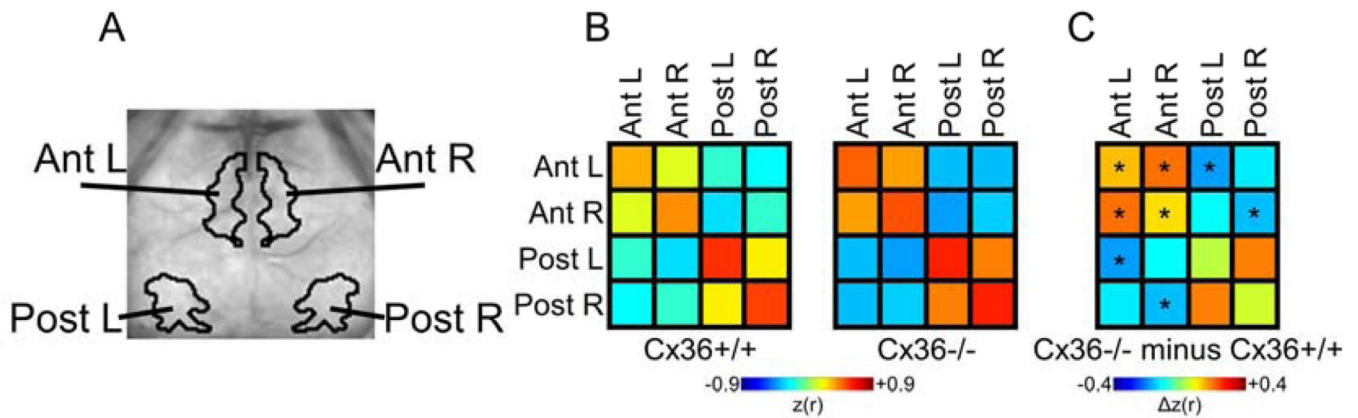 A
Ant L
Ant R
Post L
Post R
B
Ant L
Ant R
Post L
Post R
Ant L
Ant R
Post L
Post R
Ant L
Ant R
Post L
Post R
Cx36+/+
Cx36-/-
-0.9
+0.9
z(r)
C
Ant L
Ant R
Post L
Post R
* * *
* * *
*
*
Cx36-/- minus Cx36+/+
-0.4
+0.4
Δz(r)